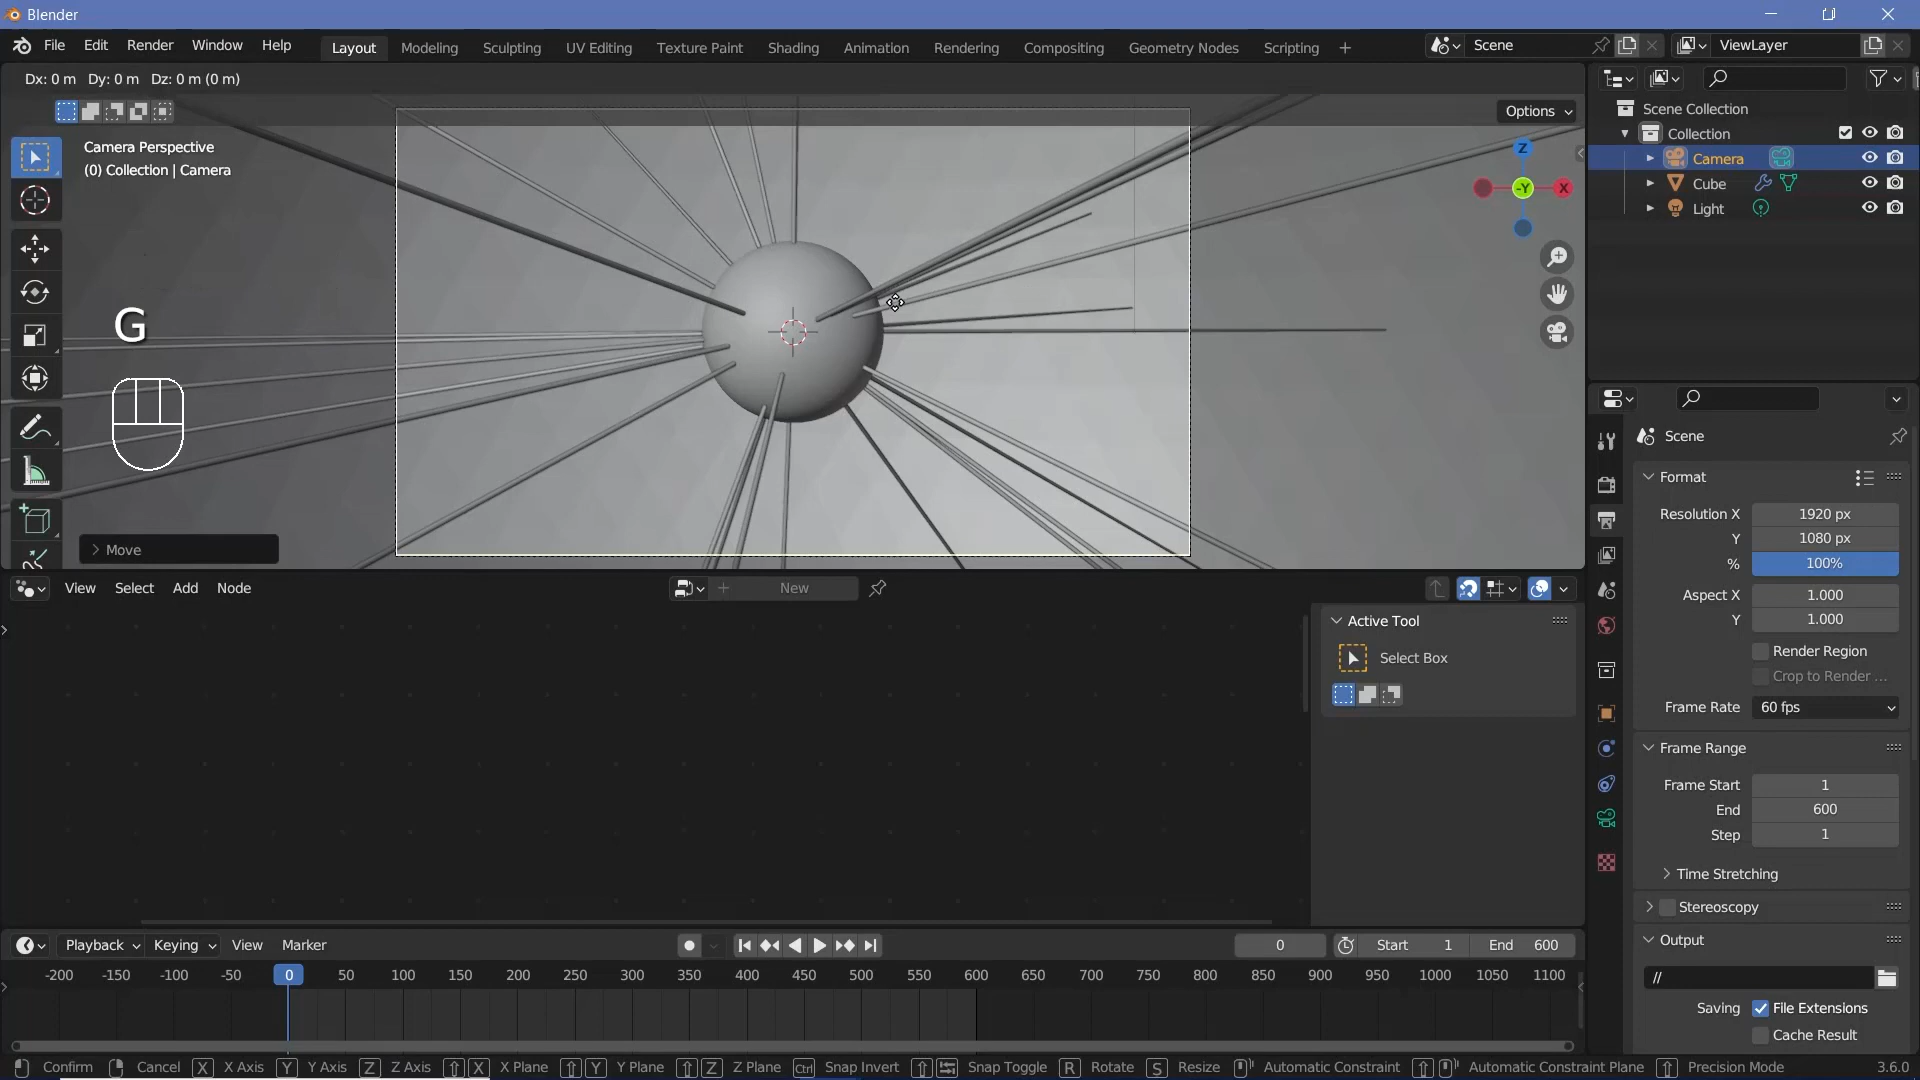 Blender
File Edit Render Window Help Layout Modeling Sculpting UV Editing Texture Paint Shading Animation Rendering Compositing Geometry Nodes Scripting + Scene ViewLayer
Dx: 0 m Dy: 0 m Dz: 0 m (0 m)
Options
Camera Perspective
(0) Collection | Camera
Z
-Y
X
G
Move
Scene Collection
Collection
Camera
Cube
Light
Scene
Format
Resolution X 1920 px
Y 1080 px
% 100%
Aspect X 1.000
Y 1.000
Render Region
Crop to Render ...
Frame Rate 60 fps
Frame Range
Frame Start 1
End 600
Step 1
Time Stretching
Stereoscopy
Output
//
Saving File Extensions
Cache Result
View Select Add Node New
Active Tool
Select Box
Playback Keying View Marker 0 Start 1 End 600
-200 -150 -100 -50 0 50 100 150 200 250 300 350 400 450 500 550 600 650 700 750 800 850 900 950 1000 1050 1100
Confirm Cancel X X Axis Y Y Axis Z Z Axis X X Plane Y Y Plane Z Z Plane Ctrl Snap Invert Snap Toggle R Rotate S Resize Automatic Constraint Automatic Constraint Plane Precision Mode 3.6.0